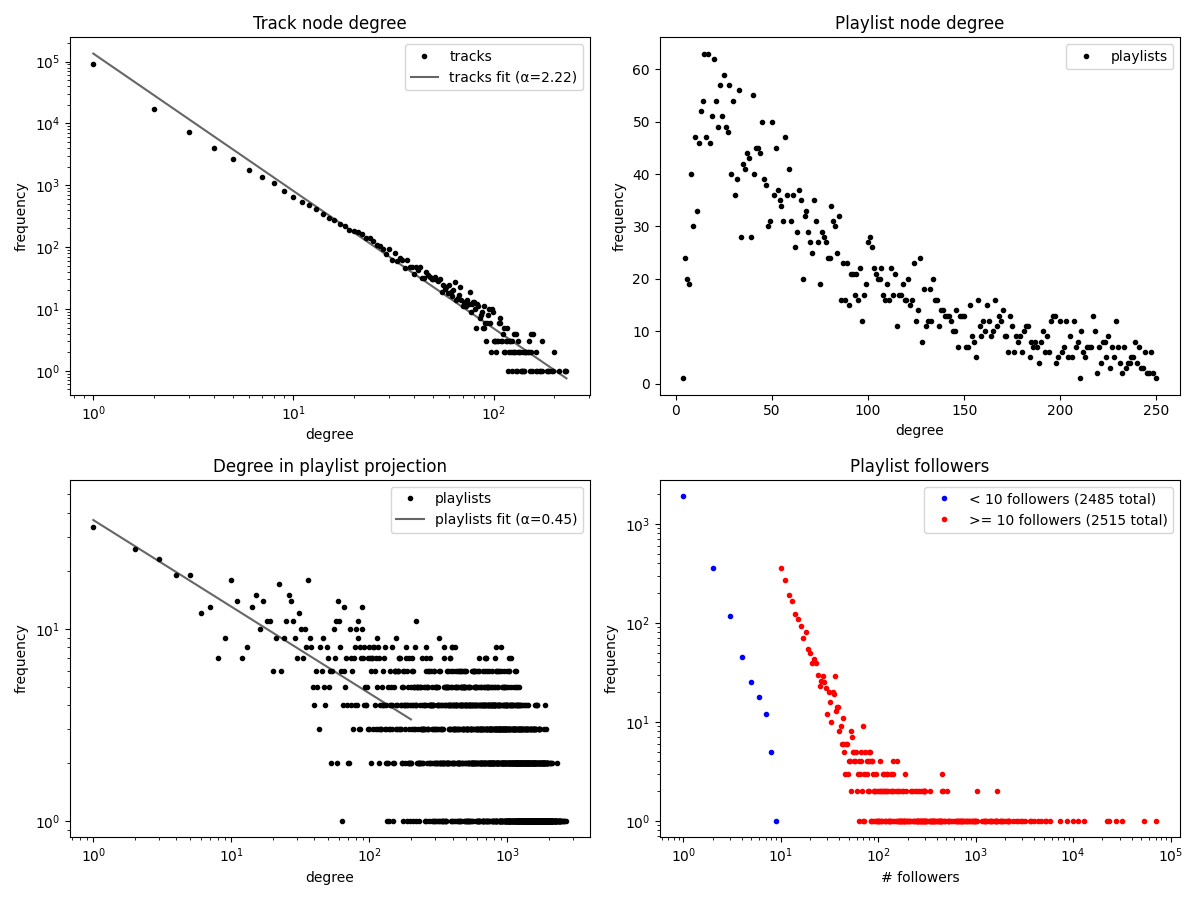 Track node degree
tracks
tracks fit (α=2.22)
10^5
10^4
10^3
10^2
10^1
10^0
frequency
10^0 10^1 10^2
degree
Playlist node degree
playlists
60
50
40
30
20
10
0
frequency
0 50 100 150 200 250
degree
Degree in playlist projection
playlists
playlists fit (α=0.45)
10^1
10^0
frequency
10^0 10^1 10^2 10^3
degree
Playlist followers
< 10 followers (2485 total)
>= 10 followers (2515 total)
10^3
10^2
10^1
10^0
frequency
10^0 10^1 10^2 10^3 10^4 10^5
# followers